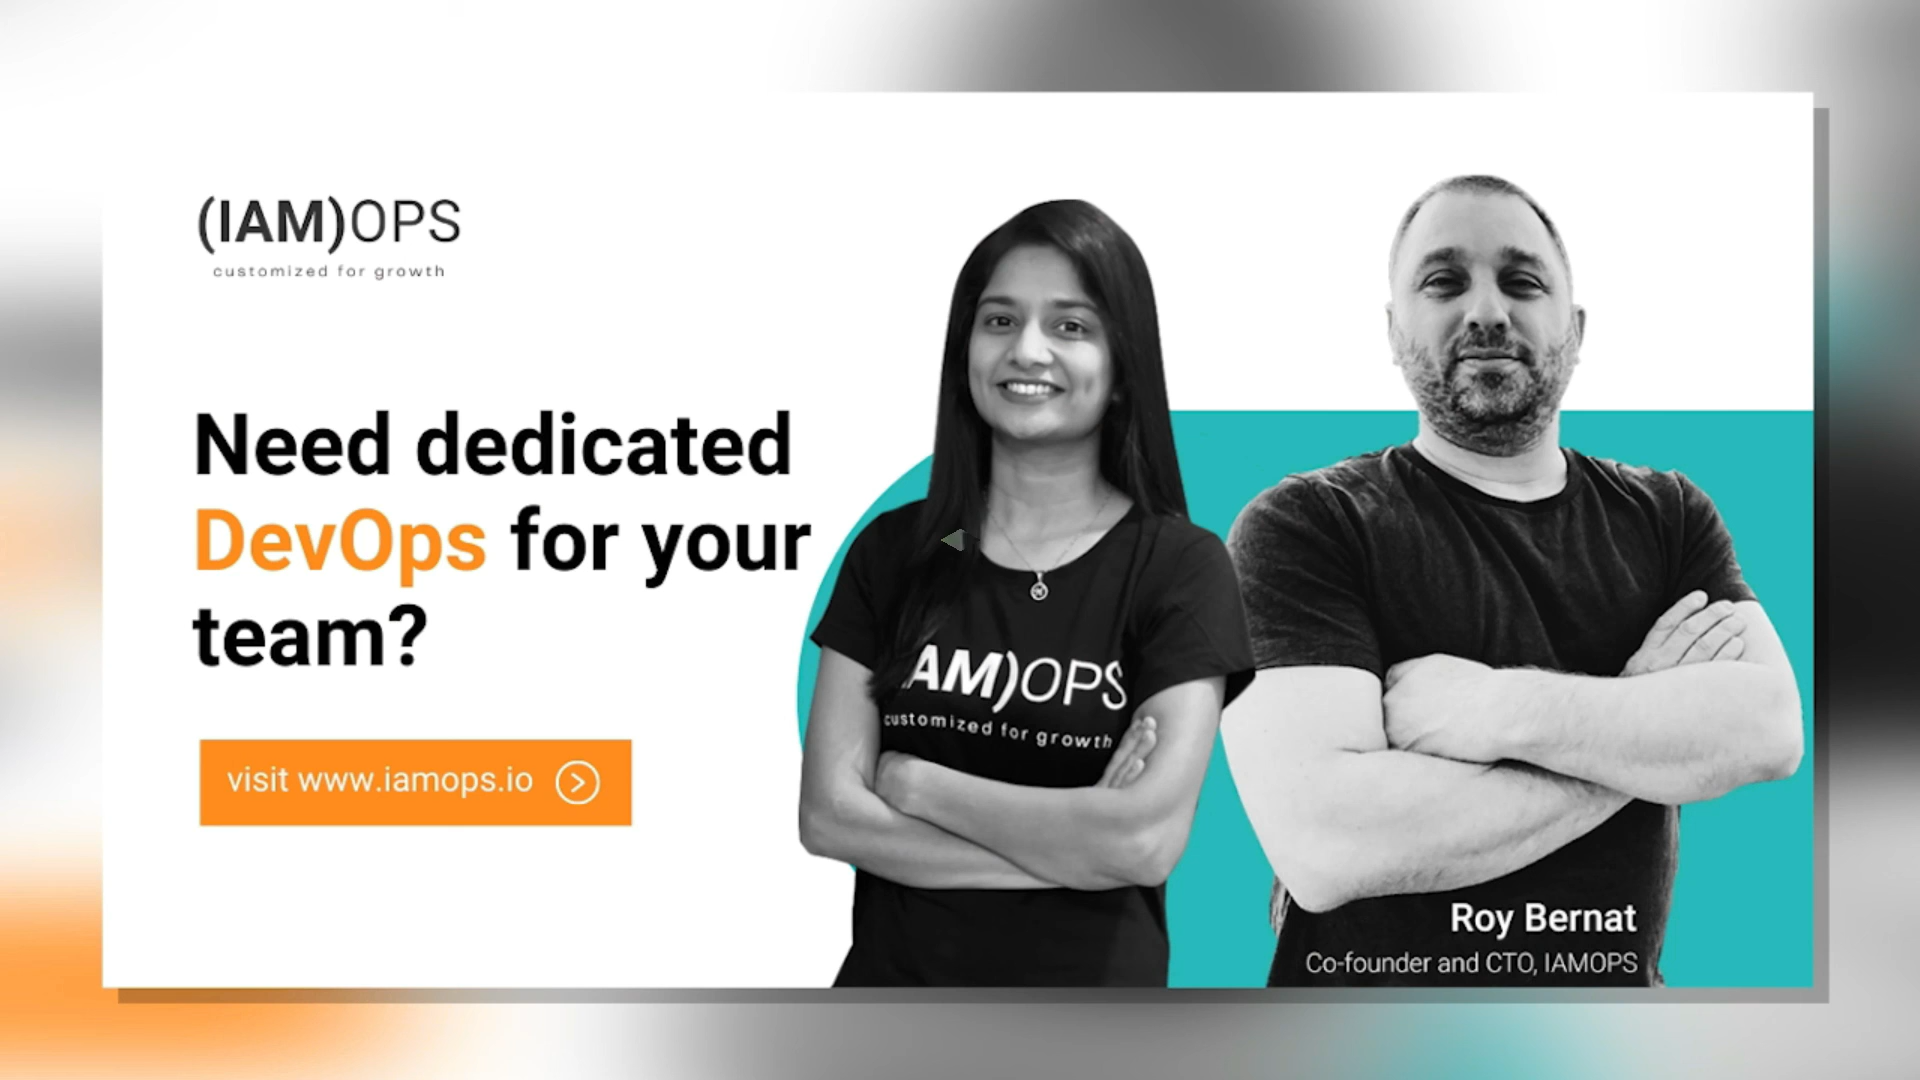 (IAM)OPS
customized for growth
Need dedicated
DevOps for your
team?
visit www.iamops.io
AM)OPS
customized for growth
Roy Bernat
Co-founder and CTO, IAMOPS